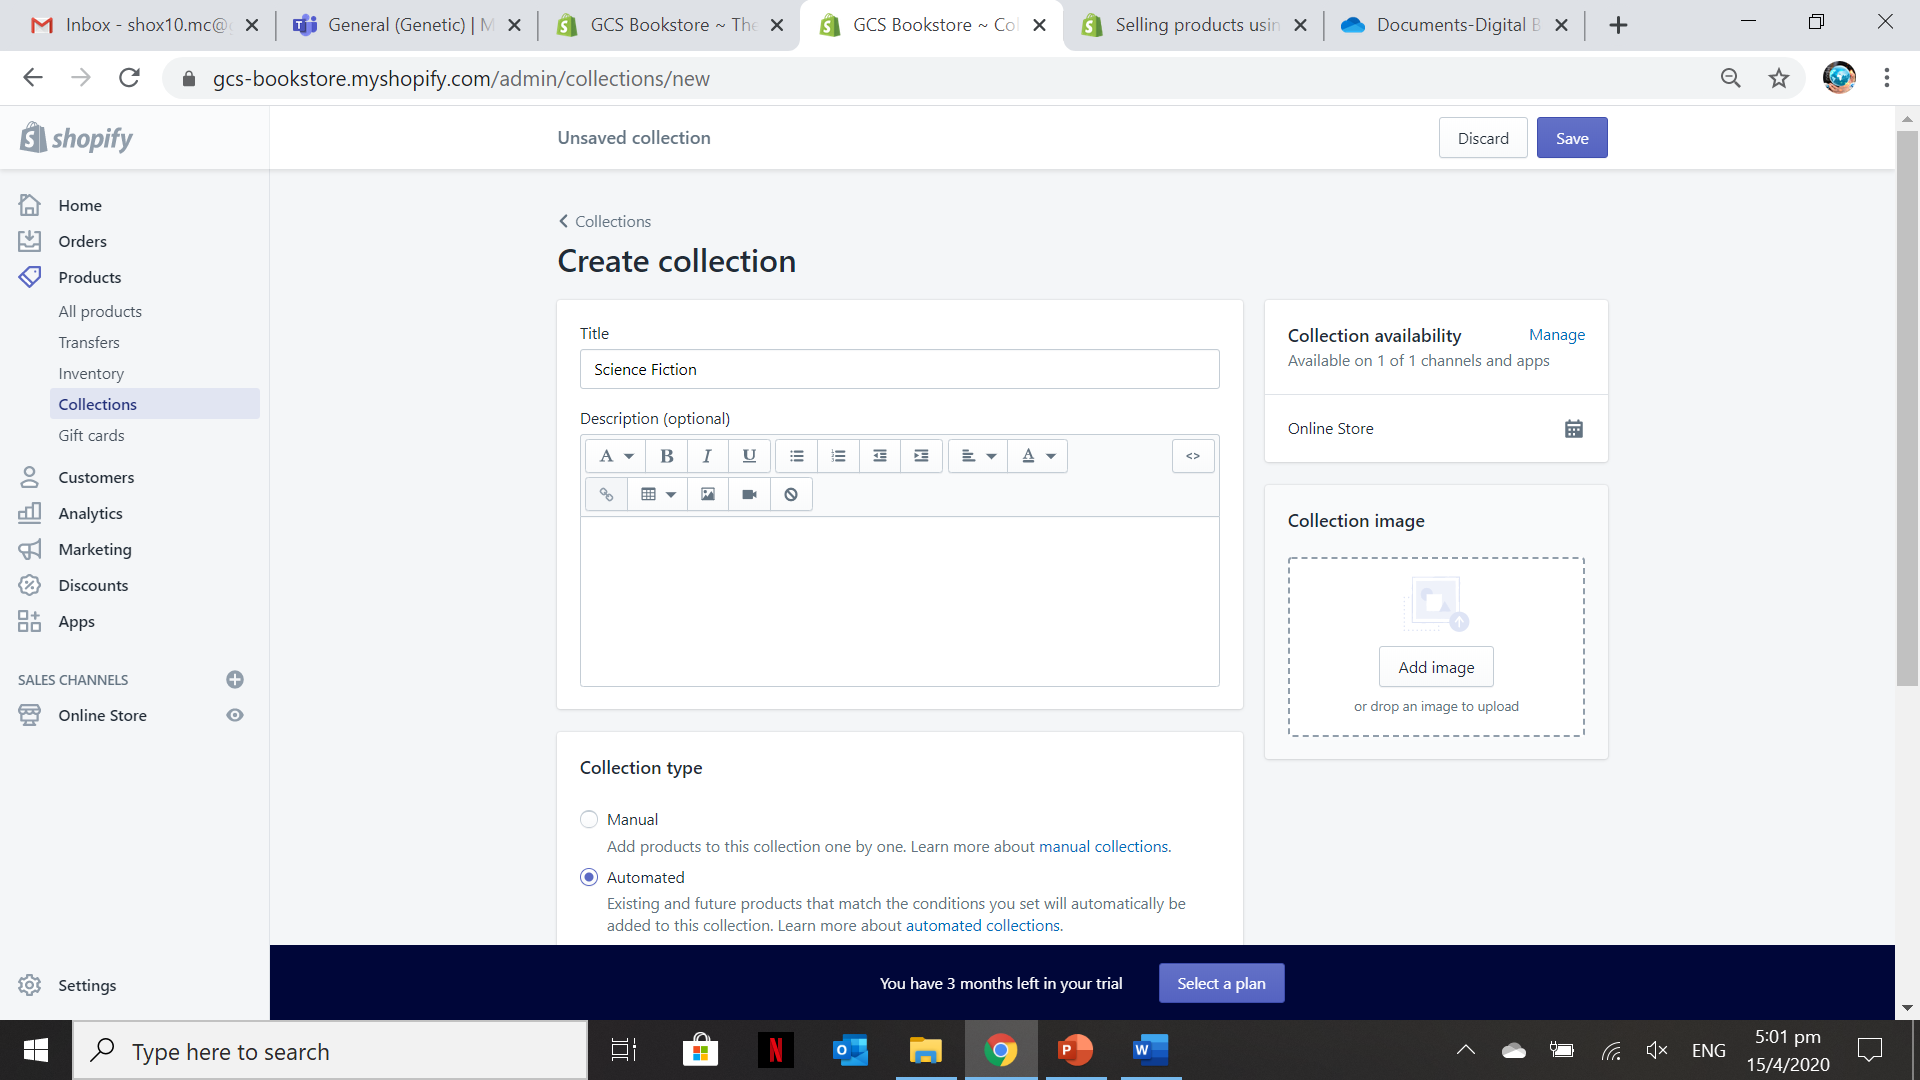 Inbox - shox10.mc@g
General (Genetic) | M
GCS Bookstore ~ The
GCS Bookstore ~ Col
Selling products usin
Documents-Digital B
gcs-bookstore.myshopify.com/admin/collections/new
shopify
Unsaved collection
Discard
Save
Home
Orders
Products
All products
Transfers
Inventory
Collections
Gift cards
Customers
Analytics
Marketing
Discounts
Apps
SALES CHANNELS
Online Store
Settings
Collections
Create collection
Title
Science Fiction
Description (optional)
A B I U A <>
Collection type
Manual
Add products to this collection one by one. Learn more about manual collections.
Automated
Existing and future products that match the conditions you set will automatically be
added to this collection. Learn more about automated collections.
Collection availability
Manage
Available on 1 of 1 channels and apps
Online Store
Collection image
Add image
or drop an image to upload
You have 3 months left in your trial
Select a plan
Type here to search
ENG
5:01 pm
15/4/2020